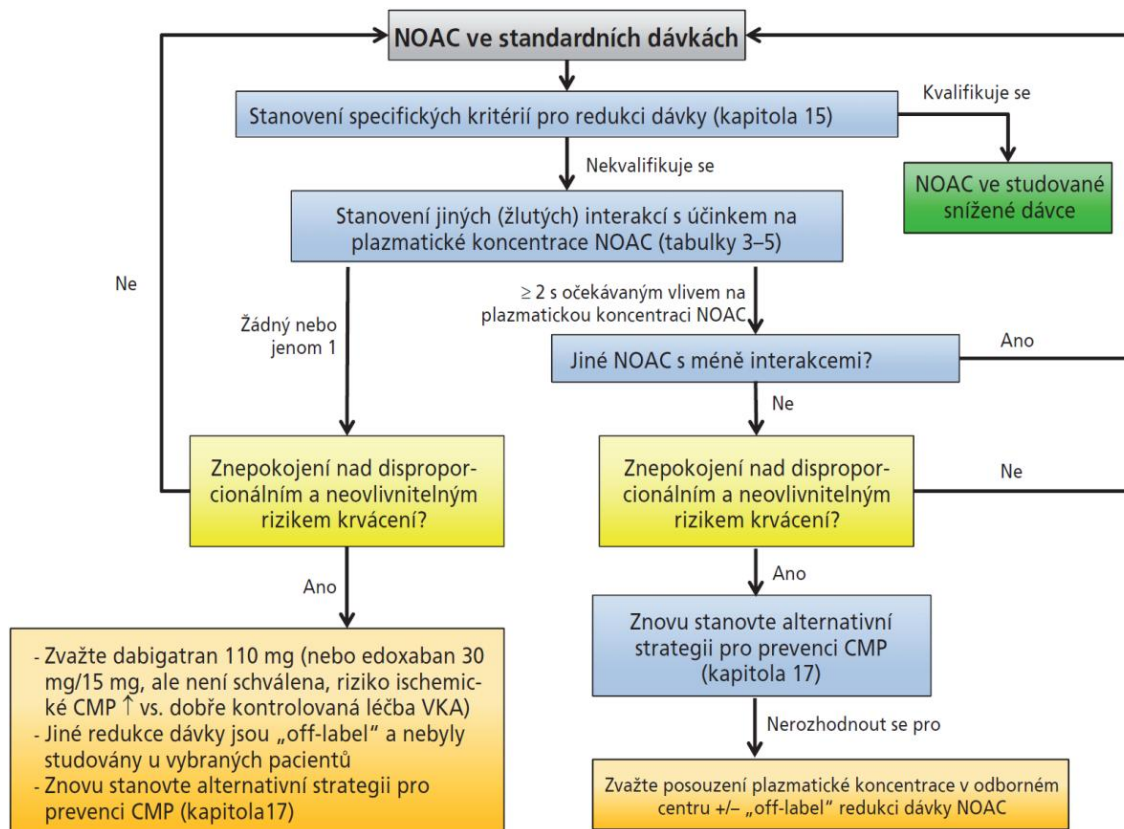 NOAC ve standardních dávkách
Stanovení specifických kritérií pro redukci dávky (kapitola 15)
Kvalifikuje se
Nekvalifikuje se
NOAC ve studované
snížené dávce
Stanovení jiných (žlutých) interakcí s účinkem na
plazmatické koncentrace NOAC (tabulky 3–5)
Ne
Žádný nebo
jenom 1
≥ 2 s očekávaným vlivem na
plazmatickou koncentraci NOAC
Jiné NOAC s méně interakcemi?
Ano
Ne
Znepokojení nad dispropor-
cionálním a neovlivnitelným
rizikem krvácení?
Znepokojení nad dispropor-
cionálním a neovlivnitelným
rizikem krvácení?
Ne
Ano
Ano
- Zvažte dabigatran 110 mg (nebo edoxaban 30
mg/15 mg, ale není schválena, riziko ischemic-
ké CMP ↑ vs. dobře kontrolovaná léčba VKA)
- Jiné redukce dávky jsou „off-label“ a nebyly
studovány u vybraných pacientů
- Znovu stanovte alternativní strategii pro
prevenci CMP (kapitola17)
Znovu stanovte alternativní
strategii pro prevenci CMP
(kapitola 17)
Nerozhodnout se pro
Zvažte posouzení plazmatické koncentrace v odborném
centru +/– „off-label“ redukci dávky NOAC